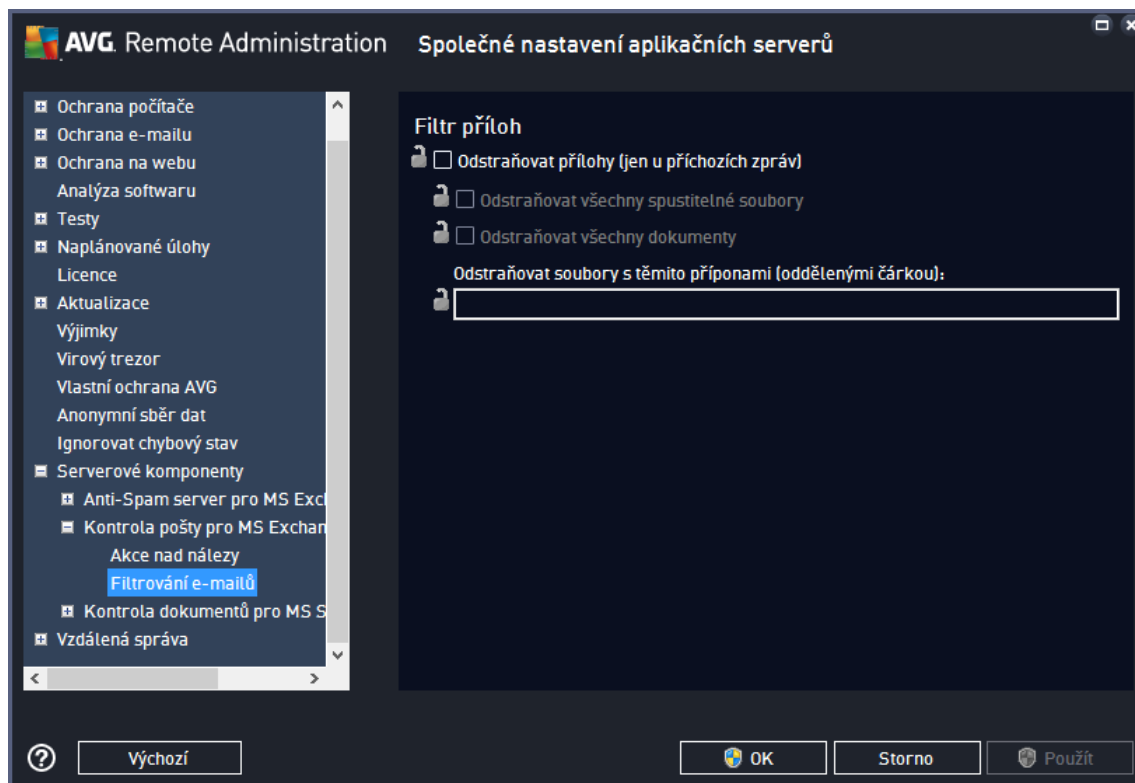 AVG. Remote Administration
Společné nastavení aplikačních serverů
Ochrana počítače
Ochrana e-mailu
Ochrana na webu
Analýza softwaru
Testy
Naplánované úlohy
Licence
Aktualizace
Výjimky
Virový trezor
Vlastní ochrana AVG
Anonymní sběr dat
Ignorovat chybový stav
Serverové komponenty
Anti-Spam server pro MS Excl
Kontrola pošty pro MS Exchan
Akce nad nálezy
Filtrování e-mailů
Kontrola dokumentů pro MS S
Vzdálená správa
Filtr příloh
Odstraňovat přílohy (jen u příchozích zpráv)
Odstraňovat všechny spustitelné soubory
Odstraňovat všechny dokumenty
Odstraňovat soubory s těmito příponami (oddělenými čárkou):
Výchozí
OK
Storno
Použít